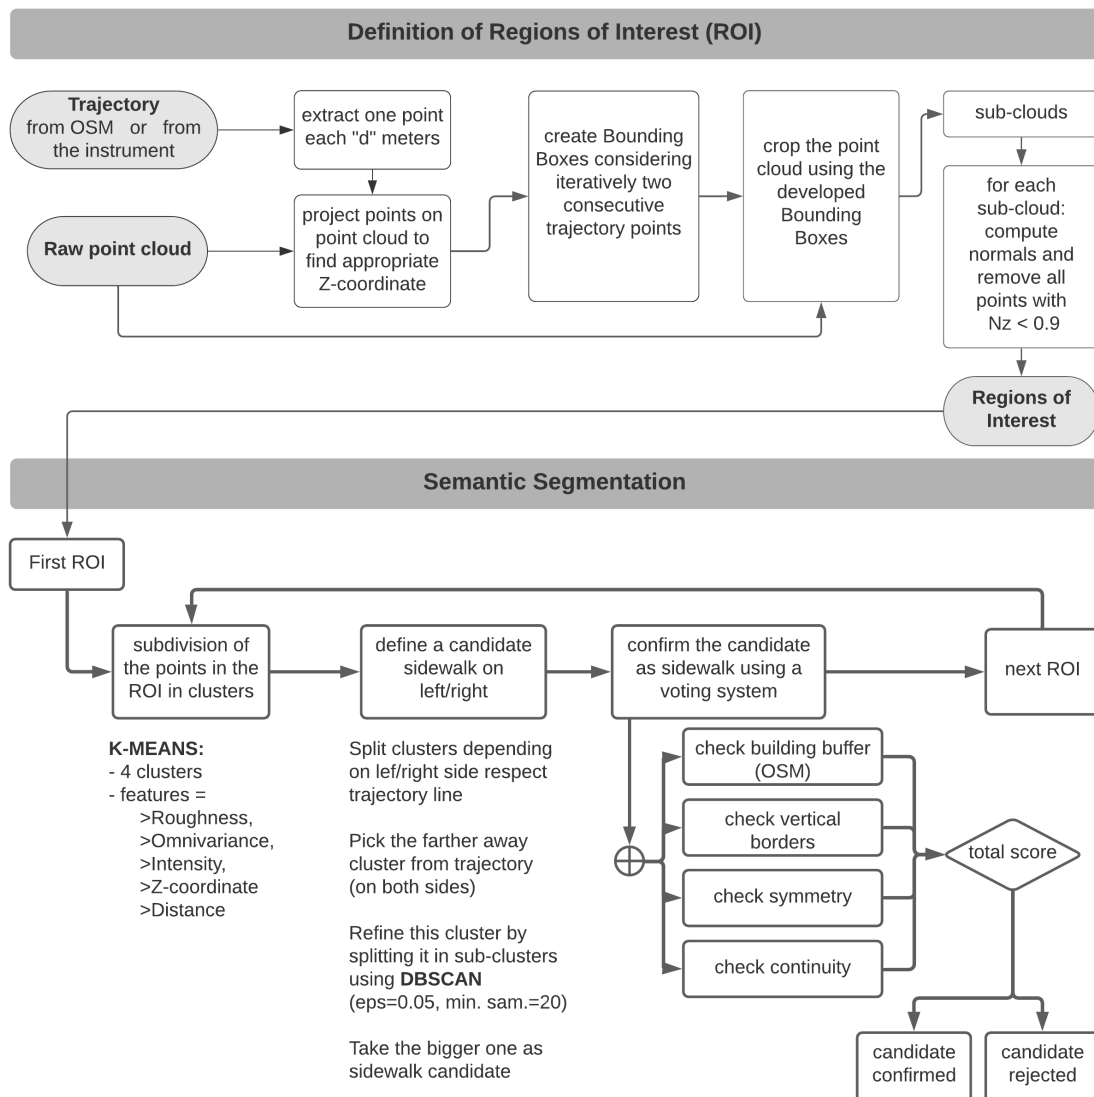 Definition of Regions of Interest (ROI)
Trajectory
from OSM or from
the instrument
extract one point
each "d" meters
Raw point cloud
project points on
point cloud to
find appropriate
Z-coordinate
create Bounding
Boxes considering
iteratively two
consecutive
trajectory points
crop the point
cloud using the
developed
Bounding
Boxes
sub-clouds
for each
sub-cloud:
compute
normals and
remove all
points with
Nz < 0.9
Regions of
Interest
Semantic Segmentation
First ROI
subdivision of
the points in the
ROI in clusters
define a candidate
sidewalk on
left/right
confirm the candidate
as sidewalk using a
voting system
next ROI
K-MEANS:
- 4 clusters
- features =
>Roughness,
>Omnivariance,
>Intensity,
>Z-coordinate
>Distance
Split clusters depending
on left/right side respect
trajectory line
Pick the farther away
cluster from trajectory
(on both sides)
Refine this cluster by
splitting it in sub-clusters
using DBSCAN
(eps=0.05, min. sam.=20)
Take the bigger one as
sidewalk candidate
check building buffer
(OSM)
check vertical
borders
check symmetry
check continuity
total score
candidate
confirmed
candidate
rejected